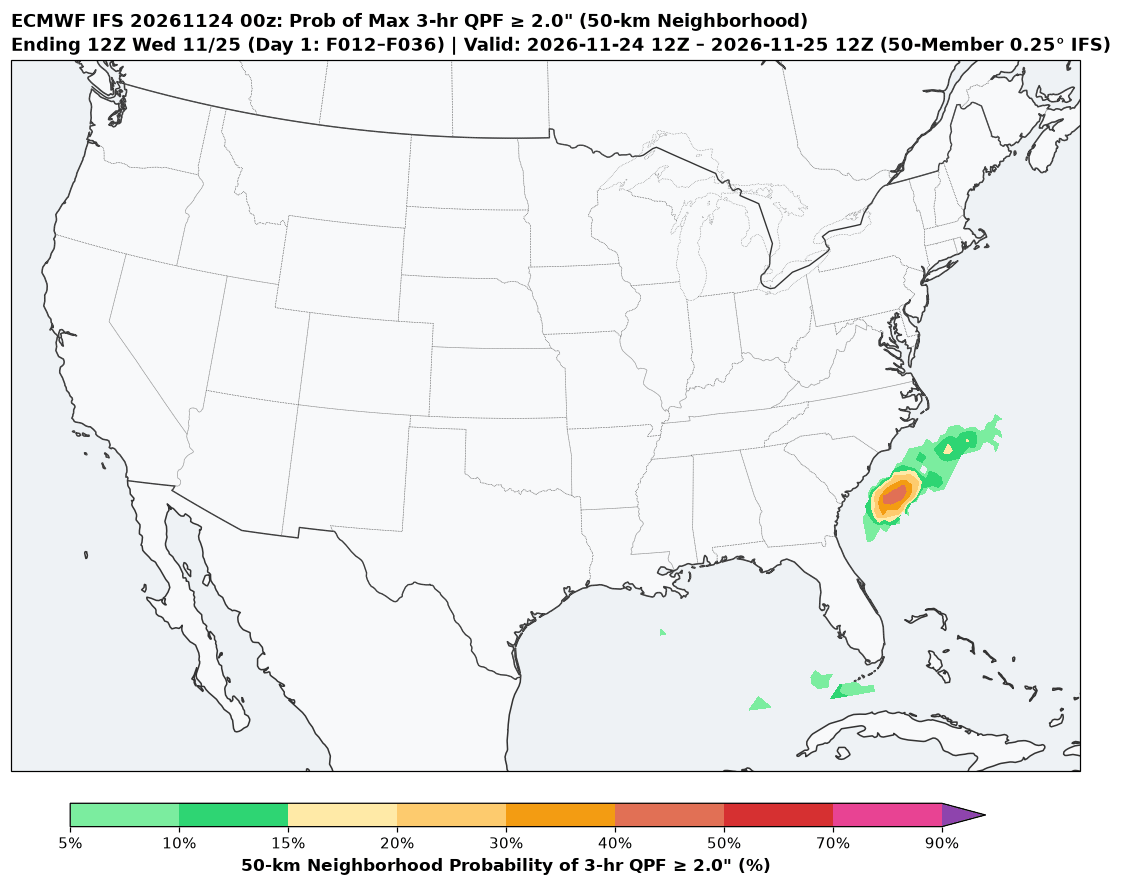 ECMWF IFS 20261124 00z: Prob of Max 3-hr QPF ≥ 2.0" (50-km Neighborhood)
Ending 12Z Wed 11/25 (Day 1: F012–F036) | Valid: 2026-11-24 12Z – 2026-11-25 12Z (50-Member 0.25° IFS)
5% 10% 15% 20% 30% 40% 50% 70% 90%
50-km Neighborhood Probability of 3-hr QPF ≥ 2.0" (%)